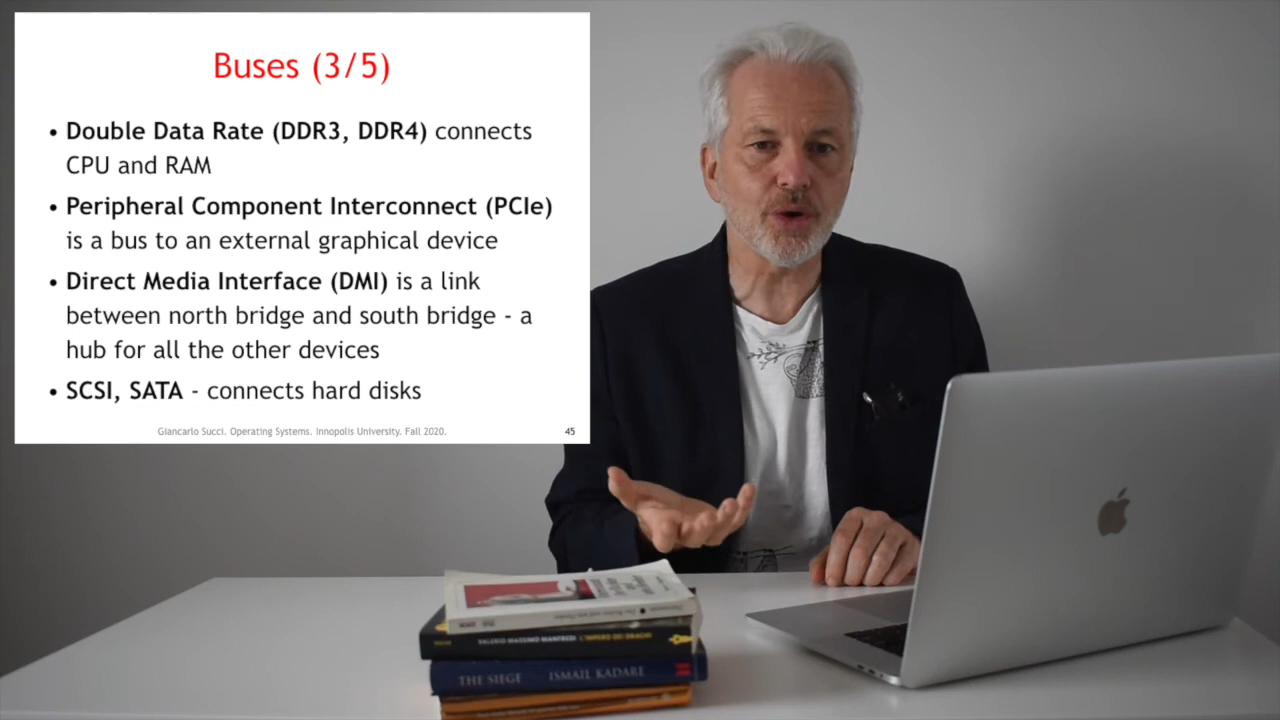 Buses (3/5)
• Double Data Rate (DDR3, DDR4) connects
CPU and RAM
• Peripheral Component Interconnect (PCIe)
is a bus to an external graphical device
• Direct Media Interface (DMI) is a link
between north bridge and south bridge - a
hub for all the other devices
• SCSI, SATA - connects hard disks
Giancarlo Succi. Operating Systems. Innopolis University. Fall 2020.
45
VALERIO MASSIMO MANFREDI
THE SIEGE ISMAIL KADARE